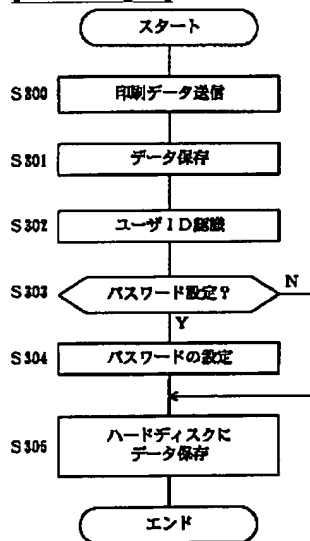 スタート
S300 印刷データ送信
S301 データ保存
S302 ユーザID認識
S303 パスワード設定? N
Y
S304 パスワードの設定
S305 ハードディスクに
データ保存
エンド